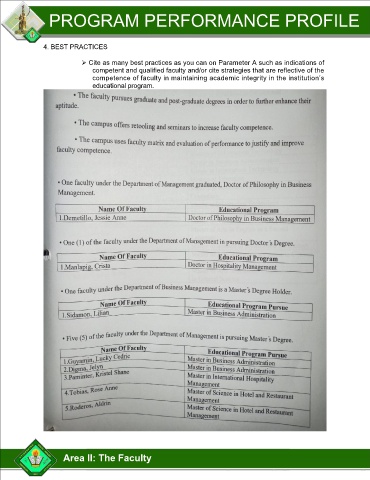 PROGRAM PERFORMANCE PROFILE
4. BEST PRACTICES
➢ Cite as many best practices as you can on Parameter A such as indications of
competent and qualified faculty and/or cite strategies that are reflective of the
competence of faculty in maintaining academic integrity in the institution's
educational program.
• The faculty pursues graduate and post-graduate degrees in order to further enhance their
aptitude.
• The campus offers retooling and seminars to increase faculty competence.
• The campus uses faculty matrix and evaluation of performance to justify and improve
faculty competence.
• One faculty under the Department of Management graduated, Doctor of Philosophy in Business
Management.
Name Of Faculty Educational Program
1.Demetillo, Jessie Anne Doctor of Philosophy in Business Management
• One (1) of the faculty under the Department of Management in pursuing Doctor's Degree.
Name Of Faculty Educational Program
1.Manlapig, Crista Doctor in Hospitality Management
• One faculty under the Department of Business Management is a Master's Degree Holder.
Name Of Faculty Educational Program Pursue
1.Sidamon, Lilian Master in Business Administration
• Five (5) of the faculty under the Department of Management is pursuing Master's Degree.
Name Of Faculty Educational Program Pursue
1.Guyamin, Lucky Cedric Master in Business Administration
2.Digma, Jelyn Master in Business Administration
3.Parminter, Kristal Shane Master in International Hospitality
Management
4.Tobias, Rose Anne Master of Science in Hotel and Restaurant
Management
5.Roderos, Aldrin Master of Science in Hotel and Restaurant
Management
Area II: The Faculty